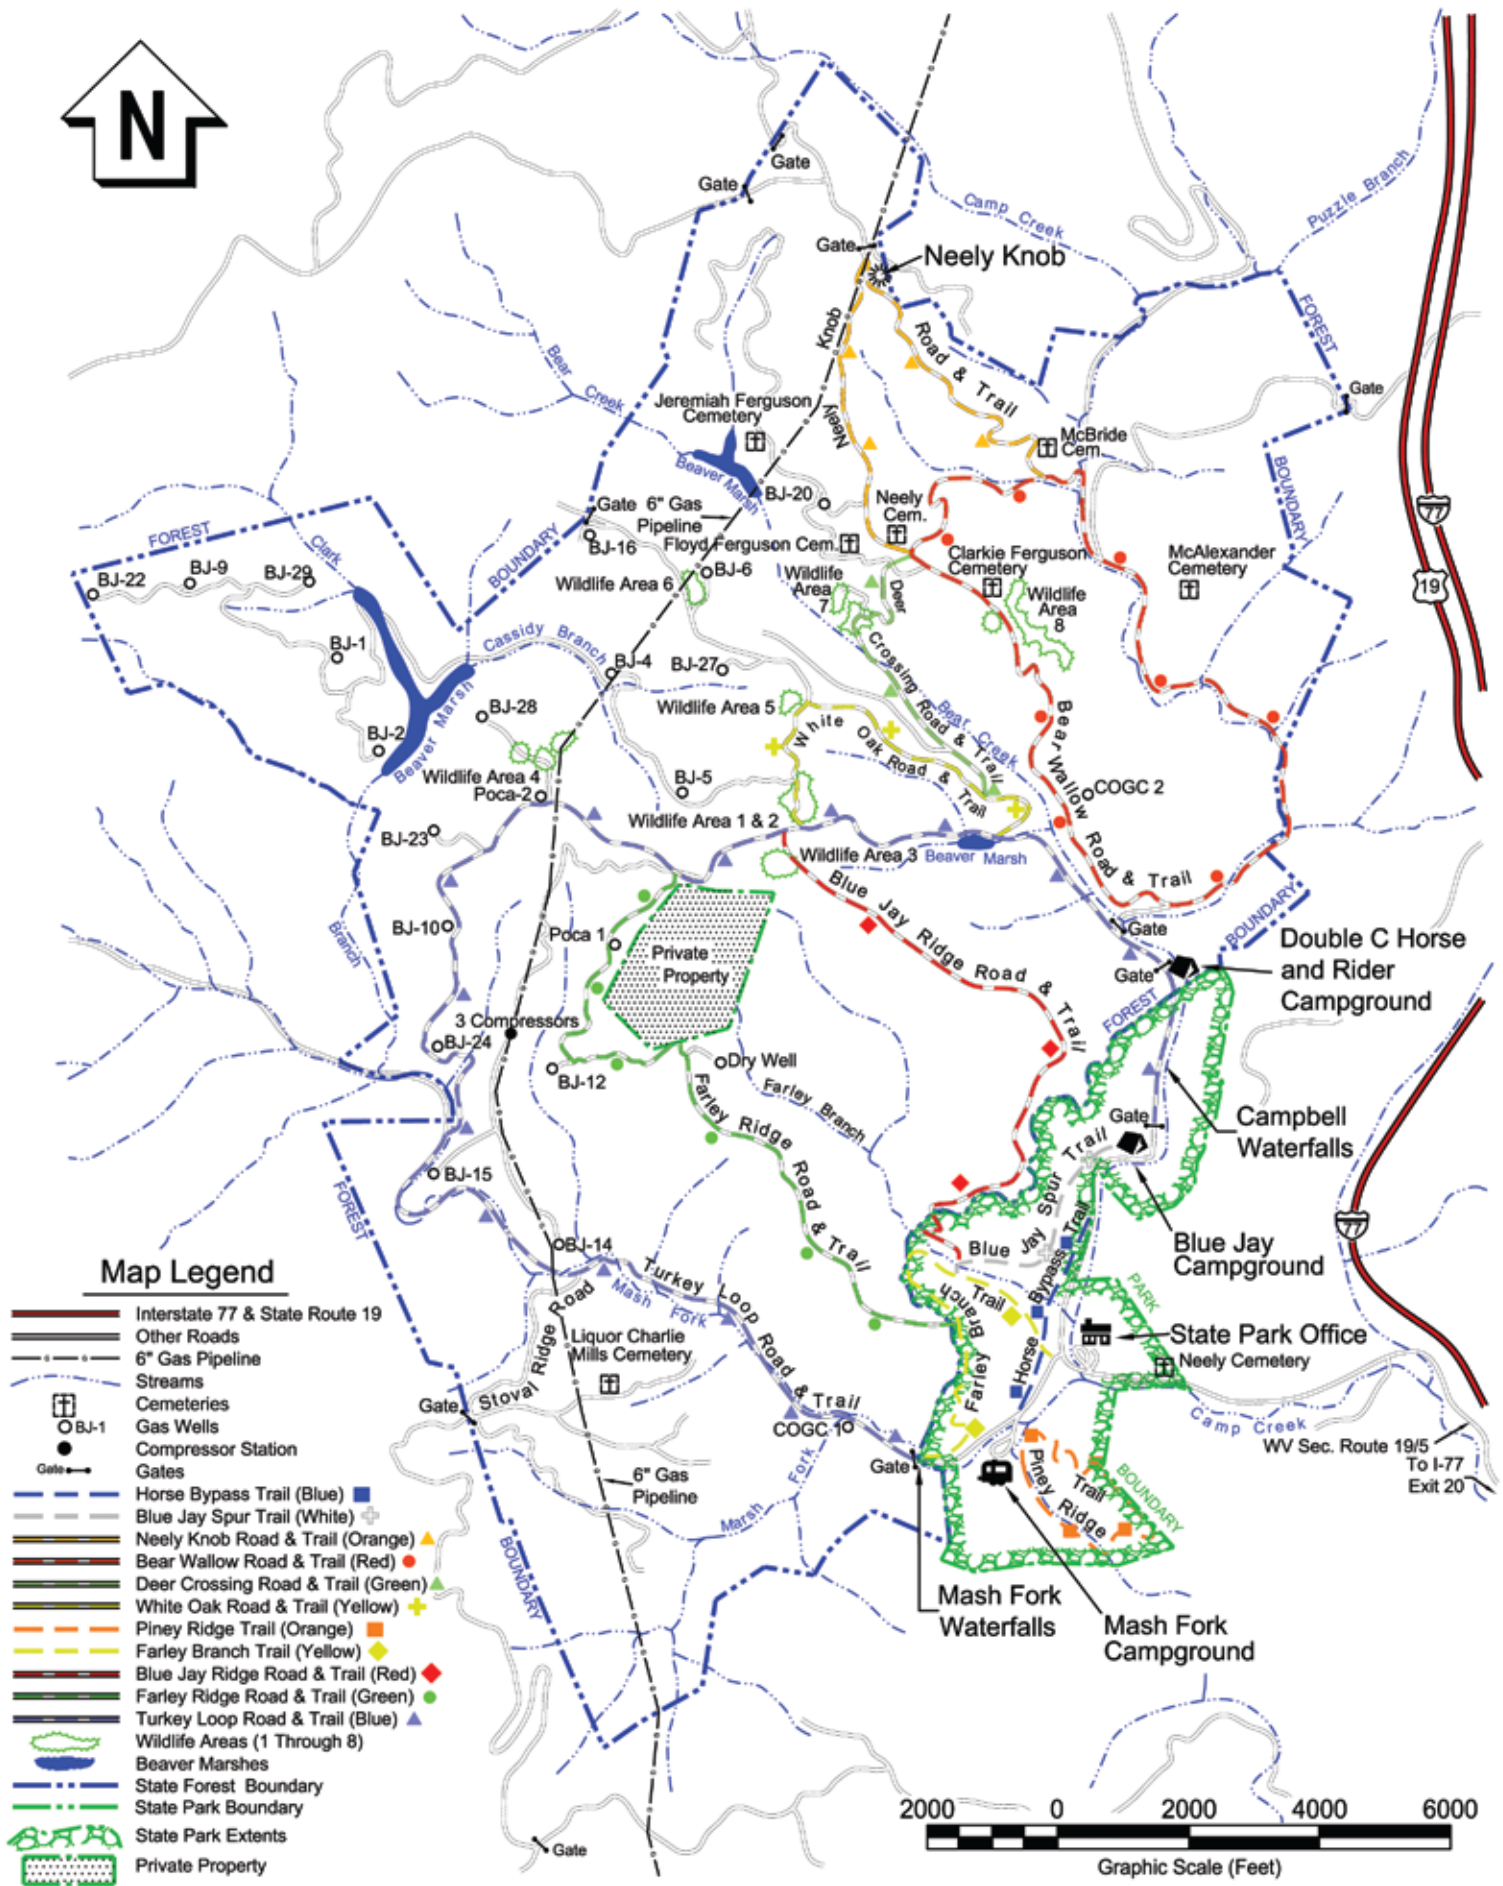 N
Gate
Gate
Camp Creek
Puzzle Branch
Gate
Neely Knob
FOREST
Knob
Road & Trail
Bear
Creek
Gate
Jeremiah Ferguson
Cemetery
Neely
McBride
Cem.
BOUNDARY
Beaver Marsh
BJ-20
Gate
6" Gas
Pipeline
Neely
Cem.
77
FOREST
Clark
BOUNDARY
BJ-16
Floyd Ferguson Cem.
Clarkie Ferguson
Cemetery
McAlexander
Cemetery
BJ-22
BJ-9
BJ-29
Wildlife Area 6
BJ-6
Wildlife
Area
7
Deer
Wildlife
Area
8
19
Cassidy Branch
BJ-1
BJ-4
BJ-27
Crossing
Road & Trail
BJ-28
Beaver Marsh
Wildlife Area 5
White
Oak Road & Trail
Bear Creek
Bear Wallow
Road & Trail
BJ-2
Wildlife Area 4
Poca-2
BJ-5
COGC 2
BJ-23
Wildlife Area 1 & 2
Wildlife Area 3
Beaver Marsh
Blue Jay Ridge Road & Trail
BJ-10
Poca 1
Private
Property
Gate
BOUNDARY
Branch
Gate
Double C Horse
and Rider
Campground
3 Compressors
FOREST
BJ-24
BJ-12
Dry Well
Farley Branch
Farley Ridge Road & Trail
Gate
Campbell
Waterfalls
BJ-15
FOREST
Blue Jay Spur Trail
77
BJ-14
Blue Jay
Campground
Horse Bypass Trail
PARK
Turkey Loop Road & Trail
Mash Fork
Farley Branch Trail
State Park Office
Neely Cemetery
Liquor Charlie
Mills Cemetery
Stoval Ridge Road
Gate
COGC 1
Gate
Camp Creek
WV Sec. Route 19/5
To I-77
Exit 20
6" Gas
Pipeline
Marsh Fork
Piney Ridge
Trail
BOUNDARY
BOUNDARY
Mash Fork
Waterfalls
Mash Fork
Campground
Gate
Map Legend
Interstate 77 & State Route 19
Other Roads
6" Gas Pipeline
Streams
Cemeteries
BJ-1 Gas Wells
Compressor Station
Gate Gates
Horse Bypass Trail (Blue)
Blue Jay Spur Trail (White)
Neely Knob Road & Trail (Orange)
Bear Wallow Road & Trail (Red)
Deer Crossing Road & Trail (Green)
White Oak Road & Trail (Yellow)
Piney Ridge Trail (Orange)
Farley Branch Trail (Yellow)
Blue Jay Ridge Road & Trail (Red)
Farley Ridge Road & Trail (Green)
Turkey Loop Road & Trail (Blue)
Wildlife Areas (1 Through 8)
Beaver Marshes
State Forest Boundary
State Park Boundary
State Park Extents
Private Property
2000 0 2000 4000 6000
Graphic Scale (Feet)